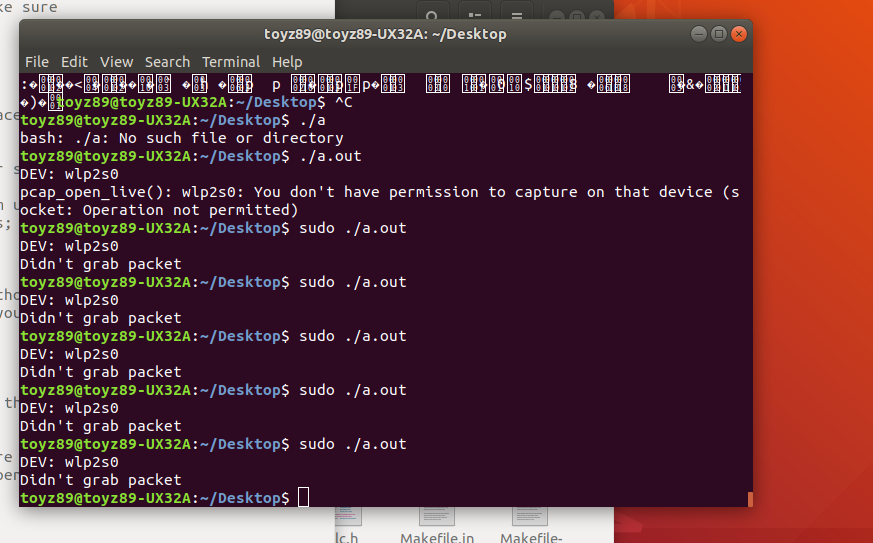 ke sure
toyz89@toyz89-UX32A: ~/Desktop
File Edit View Search Terminal Help
toyz89@toyz89-UX32A:~/Desktop$ ^C
toyz89@toyz89-UX32A:~/Desktop$ ./a
bash: ./a: No such file or directory
toyz89@toyz89-UX32A:~/Desktop$ ./a.out
DEV: wlp2s0
pcap_open_live(): wlp2s0: You don't have permission to capture on that device (s
ocket: Operation not permitted)
toyz89@toyz89-UX32A:~/Desktop$ sudo ./a.out
DEV: wlp2s0
Didn't grab packet
toyz89@toyz89-UX32A:~/Desktop$ sudo ./a.out
DEV: wlp2s0
Didn't grab packet
toyz89@toyz89-UX32A:~/Desktop$ sudo ./a.out
DEV: wlp2s0
Didn't grab packet
toyz89@toyz89-UX32A:~/Desktop$ sudo ./a.out
DEV: wlp2s0
Didn't grab packet
toyz89@toyz89-UX32A:~/Desktop$ sudo ./a.out
DEV: wlp2s0
Didn't grab packet
toyz89@toyz89-UX32A:~/Desktop$
lc.h Makefile.in Makefile-